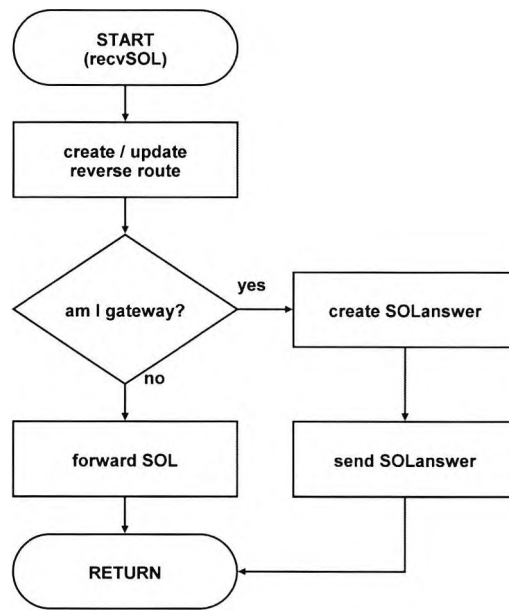 START
(recvSOL)
create / update
reverse route
am I gateway?
yes
create SOLanswer
no
forward SOL
send SOLanswer
RETURN